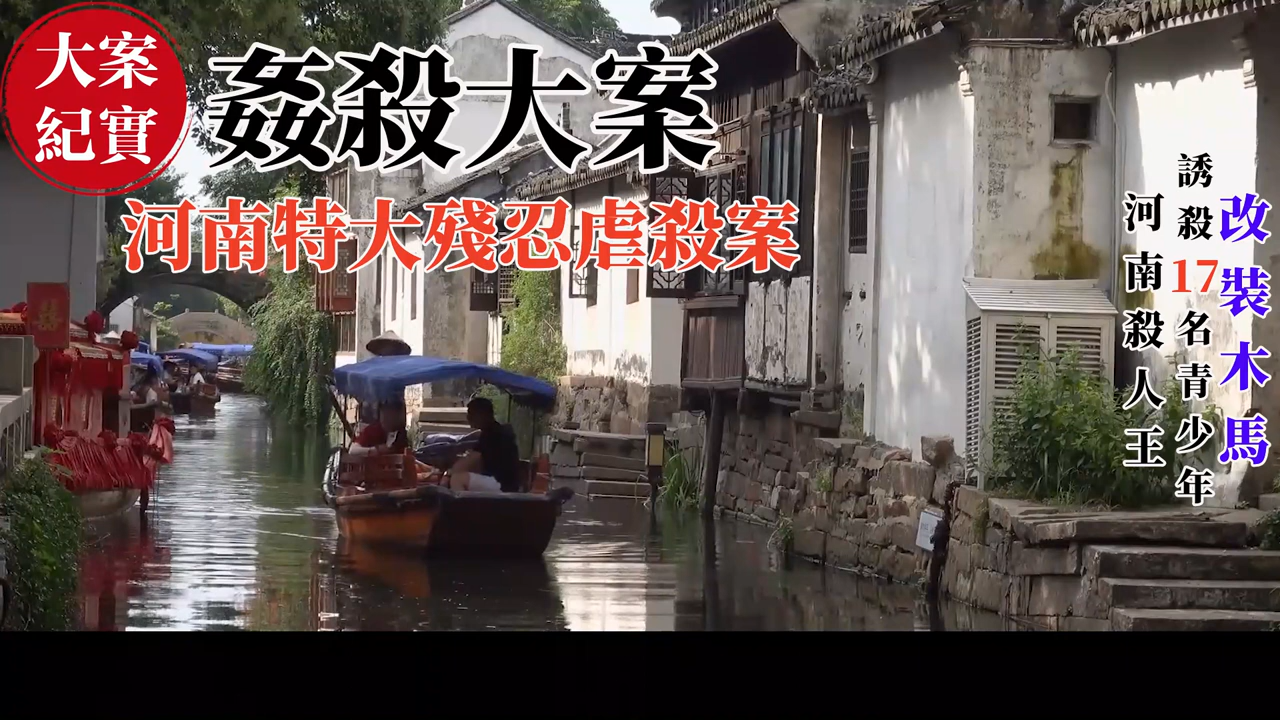 大案
紀實
姦殺大案
河南特大殘忍虐殺案
改裝木馬
誘殺17名青少年
河南殺人王
囍